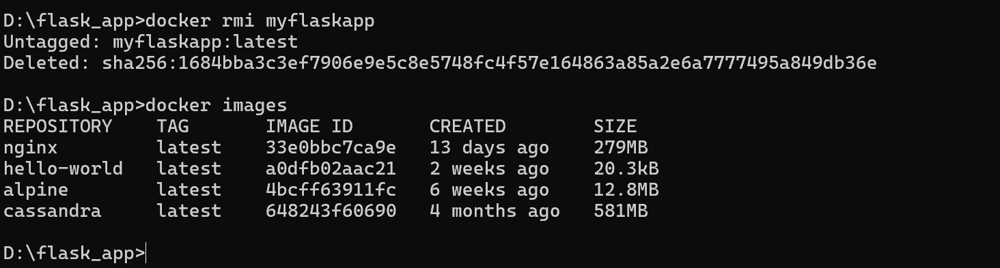 D:\flask_app>docker rmi myflaskapp
Untagged: myflaskapp:latest
Deleted: sha256:1684bba3c3ef7906e9e5c8e5748fc4f57e164863a85a2e6a7777495a849db36e
D:\flask_app>docker images
REPOSITORY    TAG       IMAGE ID       CREATED        SIZE
nginx         latest    33e0bbc7ca9e   13 days ago    279MB
hello-world   latest    a0dfb02aac21   2 weeks ago    20.3kB
alpine        latest    4bcff63911fc   6 weeks ago    12.8MB
cassandra     latest    648243f60690   4 months ago   581MB
D:\flask_app>